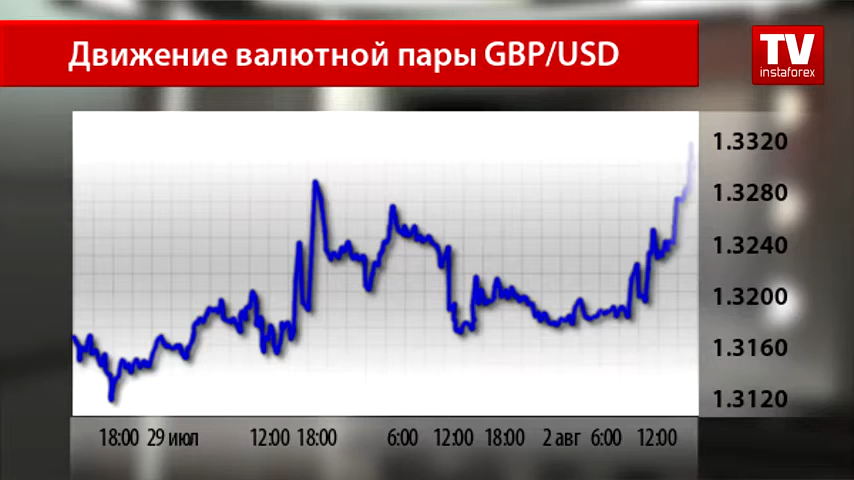 Движение валютной пары GBP/USD
TV
instaforex
1.3320
1.3280
1.3240
1.3200
1.3160
1.3120
18:00 29 июл 12:00 18:00 6:00 12:00 18:00 2 авг 6:00 12:00